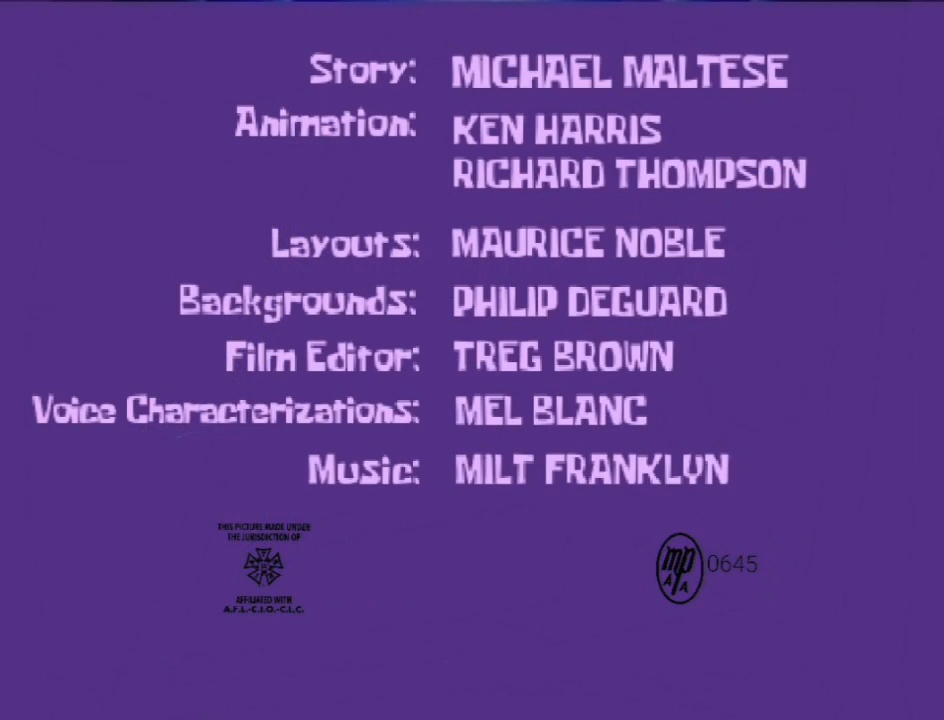 Story: MICHAEL MALTESE
Animation: KEN HARRIS
RICHARD THOMPSON
Layouts: MAURICE NOBLE
Backgrounds: PHILIP DEGUARD
Film Editor: TREG BROWN
Voice Characterizations: MEL BLANC
Music: MILT FRANKLYN
THIS PICTURE MADE UNDER
THE JURISDICTION OF
AFFILIATED WITH
A.F.L.-C.I.O.-C.L.C.
MPAA 0645